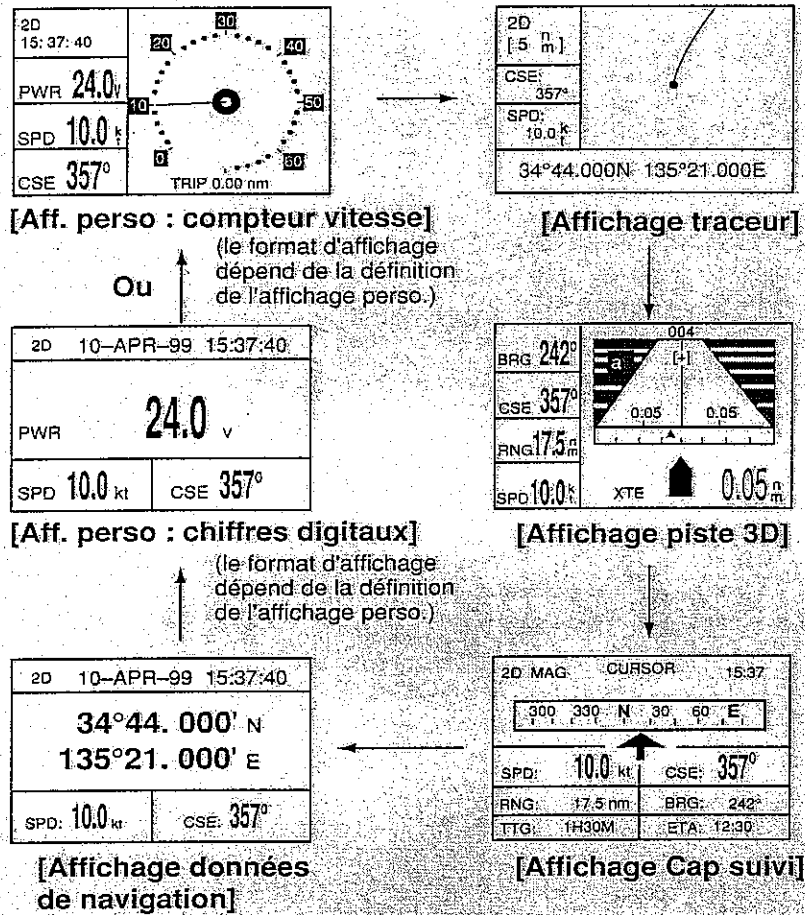 2D
15:37:40
PWR 24.0V
SPD 10.0 kt
CSE 357°
0
10
20
30
40
50
60
TRIP 0.00 nm
[Aff. perso : compteur vitesse]
2D
[ 5 nm ]
CSE:
357°
SPD:
10.0 kt
34°44.000N 135°21.000E
[Affichage traceur]
Ou
(le format d'affichage
dépend de la définition
de l'affichage perso.)
2D 10–APR–99 15:37:40
PWR 24.0 V
SPD 10.0 kt CSE 357°
[Aff. perso : chiffres digitaux]
(le format d'affichage
dépend de la définition
de l'affichage perso.)
BRG 242°
CSE 357°
RNG 17.5 nm
SPD 10.0 kt
004
a
[+]
0.05 0.05
XTE 0.05 nm
[Affichage piste 3D]
2D 10–APR–99 15:37:40
34°44. 000' N
135°21. 000' E
SPD: 10.0 kt CSE: 357°
[Affichage données
de navigation]
2D MAG CURSOR 15:37
300 330 N 30 60 E
SPD: 10.0 kt CSE: 357°
RNG: 17.5 nm BRG: 242°
TTG: 1H30M ETA: 12:30
[Affichage Cap suivi]